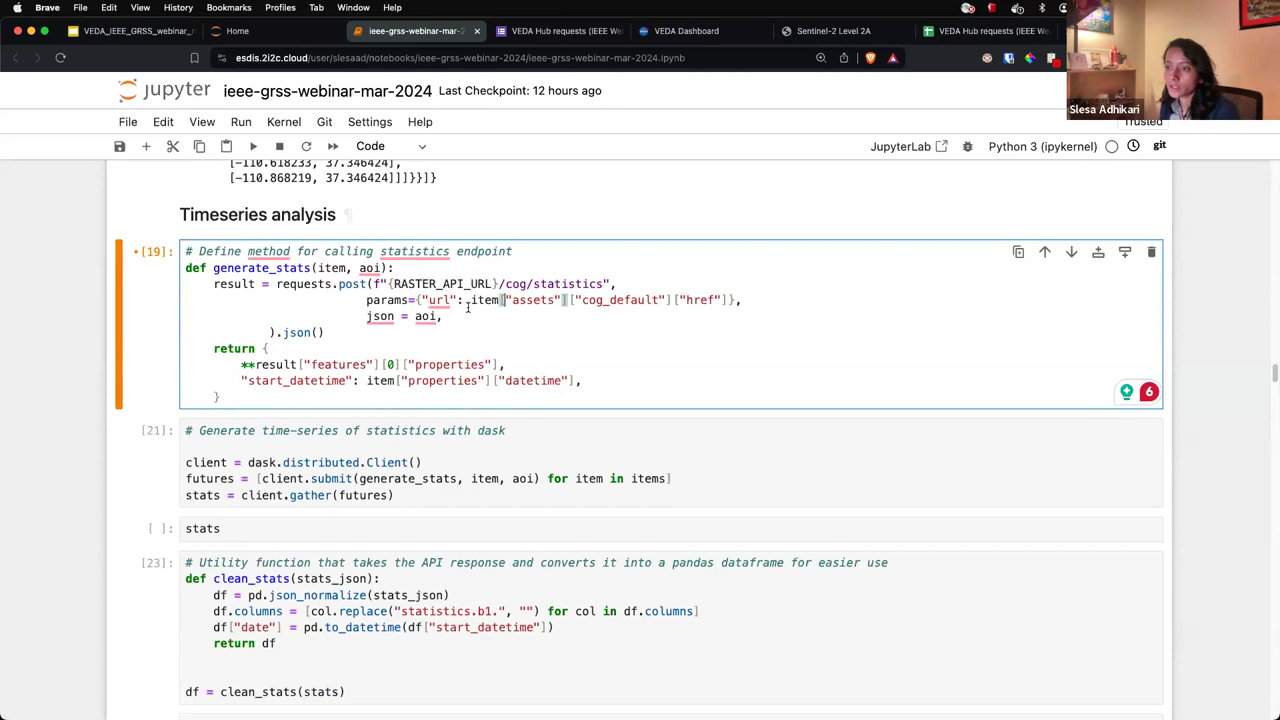 Brave File Edit View History Bookmarks Profiles Tab Window Help
VEDA_IEEE_GRSS_webinar_m
Home
ieee-grss-webinar-mar-2024
VEDA Hub requests (IEEE We
VEDA Dashboard
Sentinel-2 Level 2A
VEDA Hub requests (IEEE We
esdis.2i2c.cloud/user/slesaad/notebooks/ieee-grss-webinar-2024/ieee-grss-webinar-mar-2024.ipynb
jupyter ieee-grss-webinar-mar-2024 Last Checkpoint: 12 hours ago
Slesa Adhikari
File Edit View Run Kernel Git Settings Help
Trusted
Code
JupyterLab Python 3 (ipykernel) git
[-110.618233, 37.346424],
[-110.868219, 37.346424]]]}}]}
Timeseries analysis ¶
[19]:
# Define method for calling statistics endpoint
def generate_stats(item, aoi):
result = requests.post(f"{RASTER_API_URL}/cog/statistics",
params={"url": item["assets"]["cog_default"]["href"]},
json = aoi,
).json()
return {
**result["features"][0]["properties"],
"start_datetime": item["properties"]["datetime"],
}
6
[21]:
# Generate time-series of statistics with dask
client = dask.distributed.Client()
futures = [client.submit(generate_stats, item, aoi) for item in items]
stats = client.gather(futures)
[ ]:
stats
[23]:
# Utility function that takes the API response and converts it into a pandas dataframe for easier use
def clean_stats(stats_json):
df = pd.json_normalize(stats_json)
df.columns = [col.replace("statistics.b1.", "") for col in df.columns]
df["date"] = pd.to_datetime(df["start_datetime"])
return df
df = clean_stats(stats)